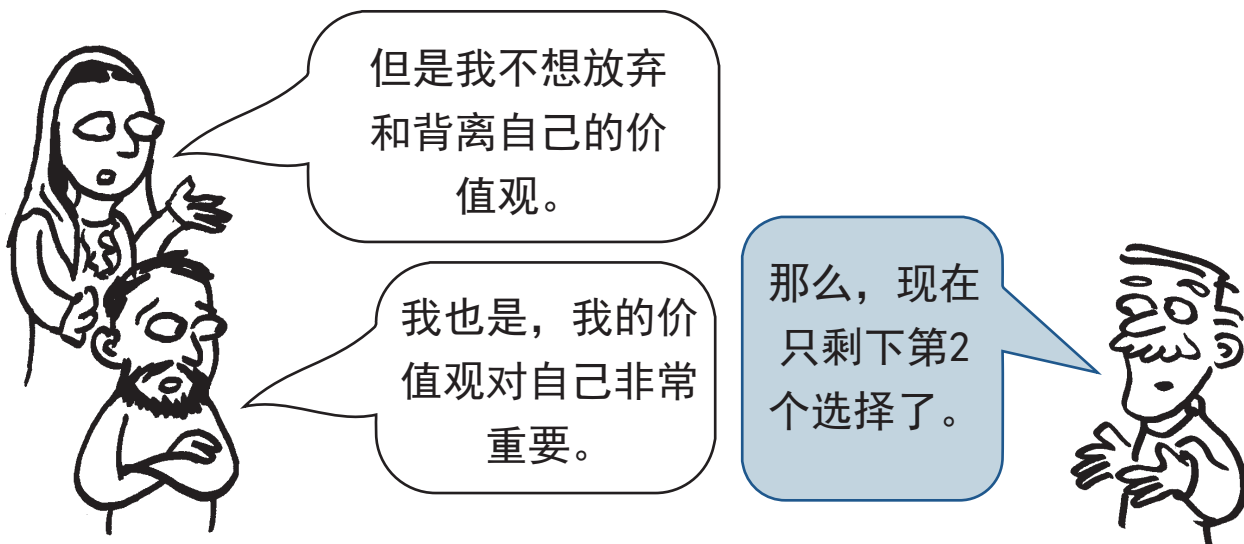 但是我不想放弃
和背离自己的价
值观。
我也是，我的价
值观对自己非常
重要。
那么，现在
只剩下第2
个选择了。